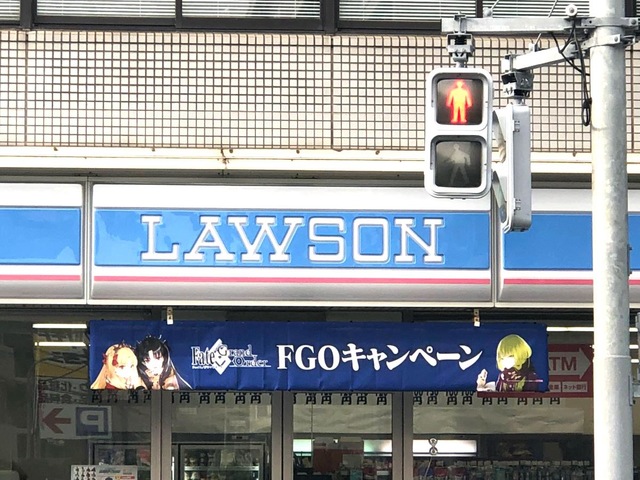 LAWSON
Fate/Grand Order
FGOキャンペーン
ATM
P